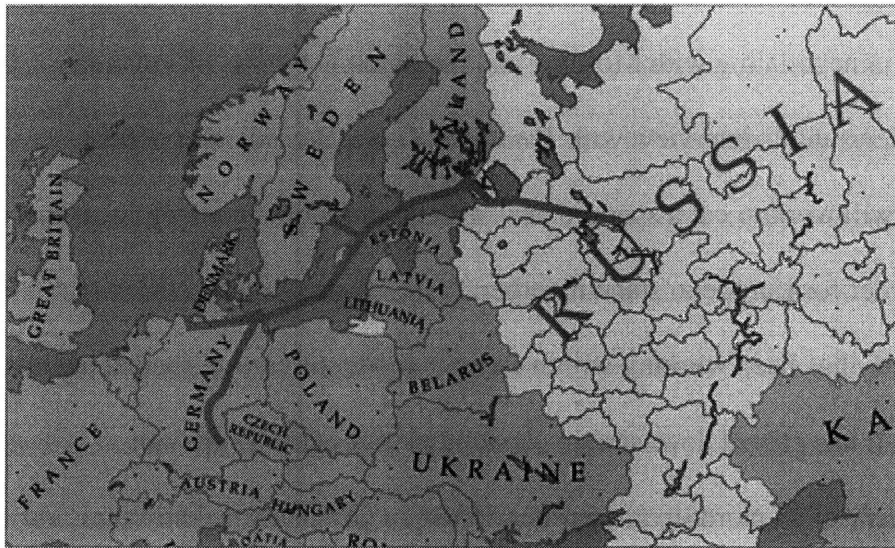 NORWAY
SWEDEN
FINLAND
RUSSIA
GREAT BRITAIN
DENMARK
ESTONIA
LATVIA
LITHUANIA
GERMANY
POLAND
BELARUS
CZECH
REPUBLIC
FRANCE
UKRAINE
KA
AUSTRIA
HUNGARY